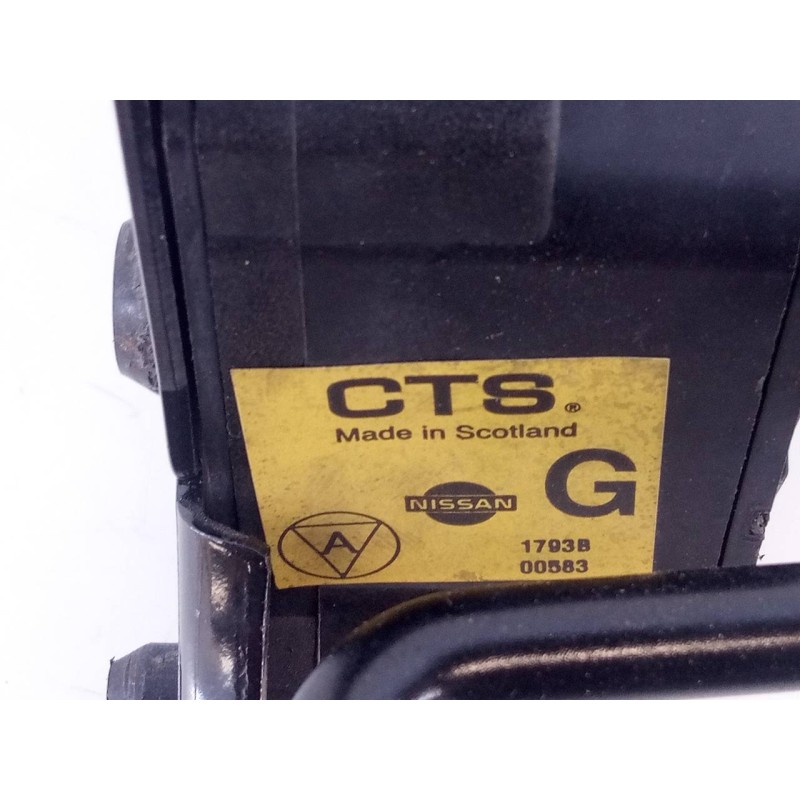 CTS®
Made in Scotland
G
NISSAN
A
1793B
00583